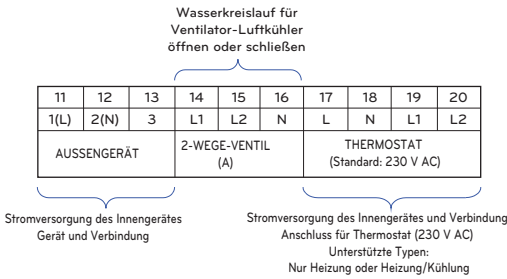 Wasserkreislauf für
Ventilator-Luftkühler
öffnen oder schließen
11 12 13 14 15 16 17 18 19 20
1(L) 2(N) 3 L1 L2 N L N L1 L2
AUSSENGERÄT
2-WEGE-VENTIL
(A)
THERMOSTAT
(Standard: 230 V AC)
Stromversorgung des Innengerätes
Gerät und Verbindung
Stromversorgung des Innengerätes und Verbindung
Anschluss für Thermostat (230 V AC)
Unterstützte Typen:
Nur Heizung oder Heizung/Kühlung